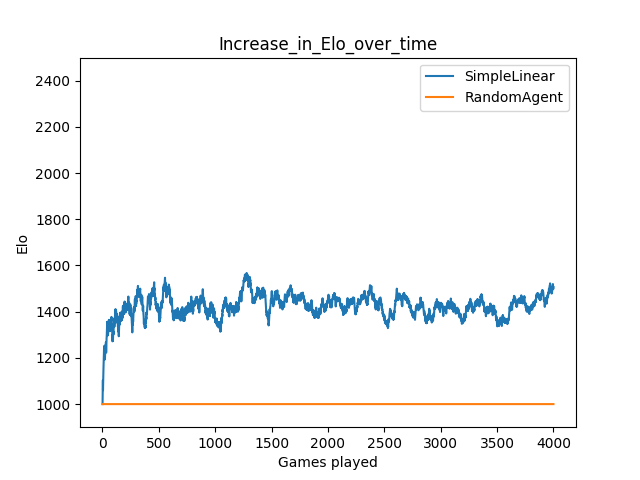 Increase_in_Elo_over_time
SimpleLinear
RandomAgent
2400
2200
2000
1800
1600
1400
1200
1000
Elo
0 500 1000 1500 2000 2500 3000 3500 4000
Games played